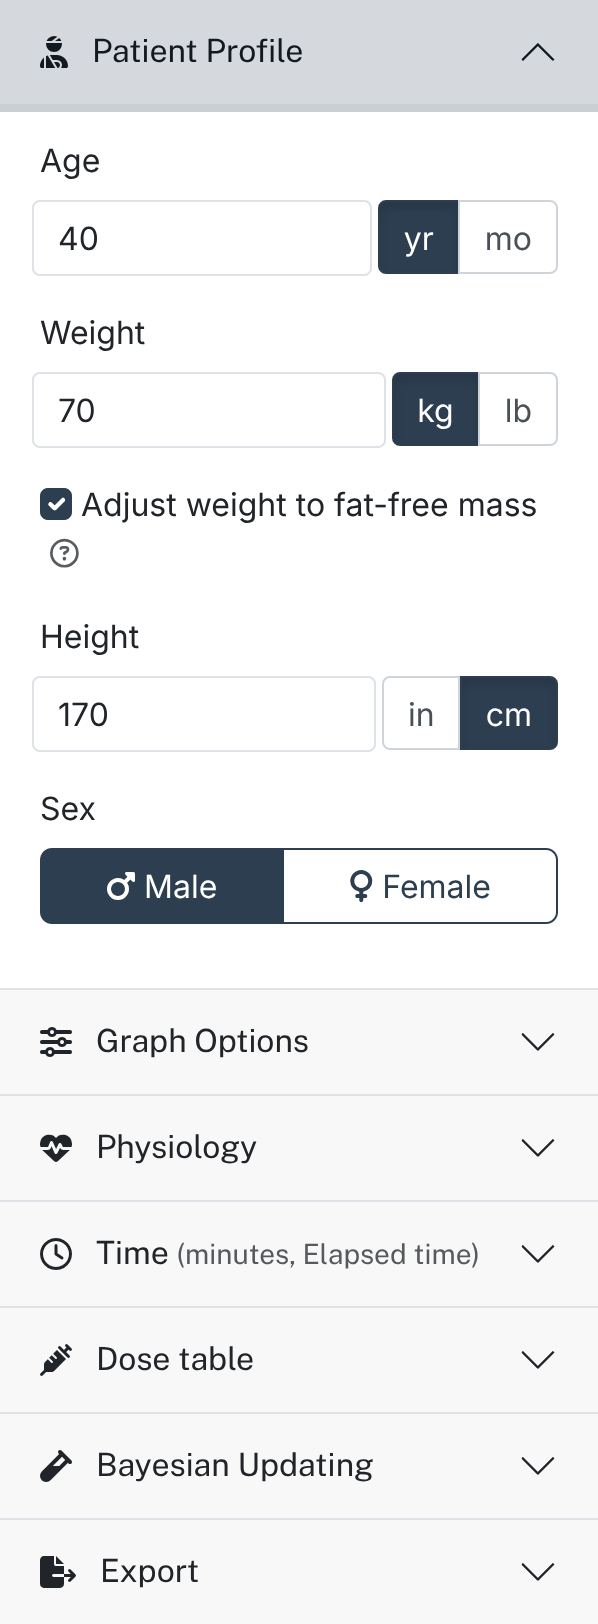 Patient Profile
Age
40 yr mo
Weight
70 kg lb
Adjust weight to fat-free mass
?
Height
170 in cm
Sex
Male Female
Graph Options
Physiology
Time (minutes, Elapsed time)
Dose table
Bayesian Updating
Export